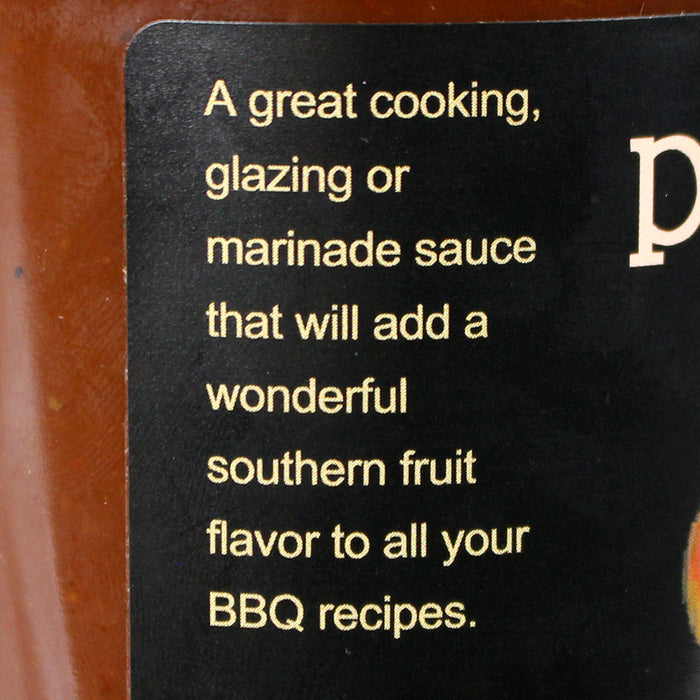 A great cooking,
glazing or
marinade sauce
that will add a
wonderful
southern fruit
flavor to all your
BBQ recipes.
p